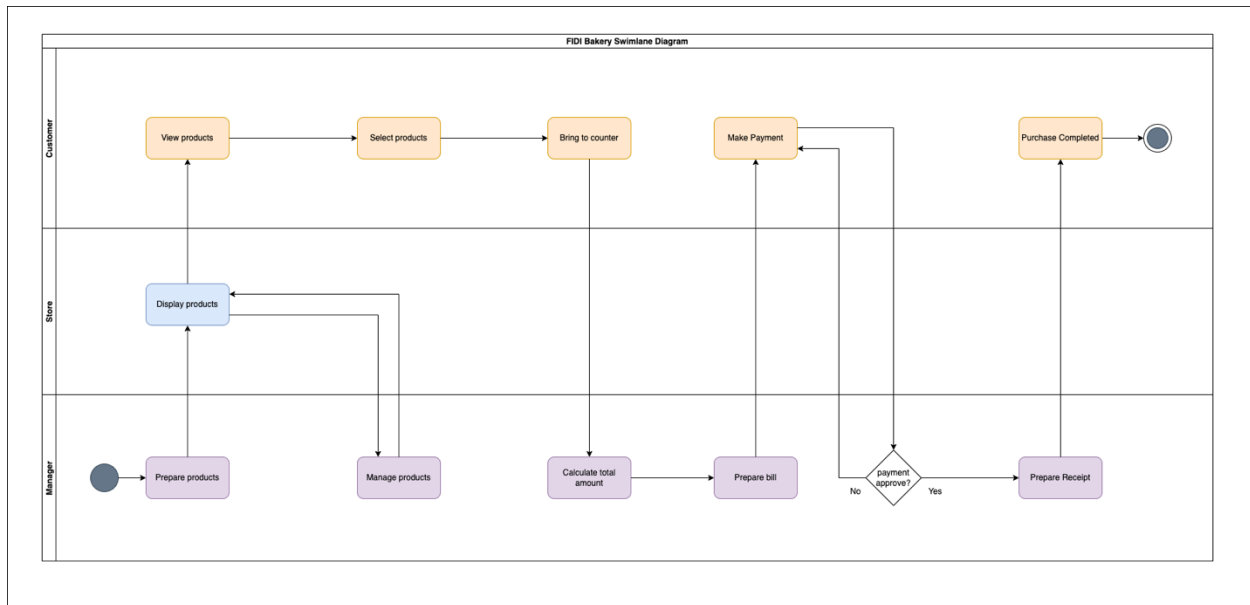 FIDI Bakery Swimlane Diagram
Customer
View products
Select products
Bring to counter
Make Payment
Purchase Completed
Store
Display products
Manager
Prepare products
Manage products
Calculate total
amount
Prepare bill
payment
approve?
No
Yes
Prepare Receipt